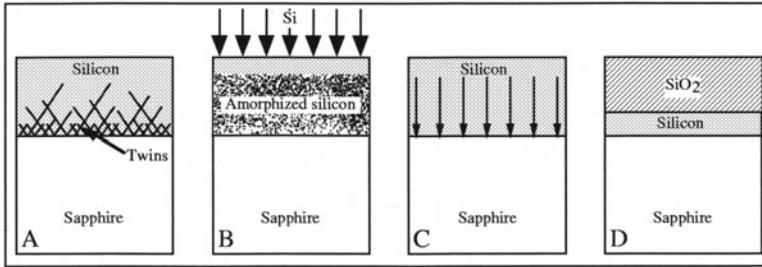 Silicon
Twins
Sapphire
A
Si
Amorphized silicon
Sapphire
B
Silicon
Sapphire
C
SiO2
Silicon
Sapphire
D